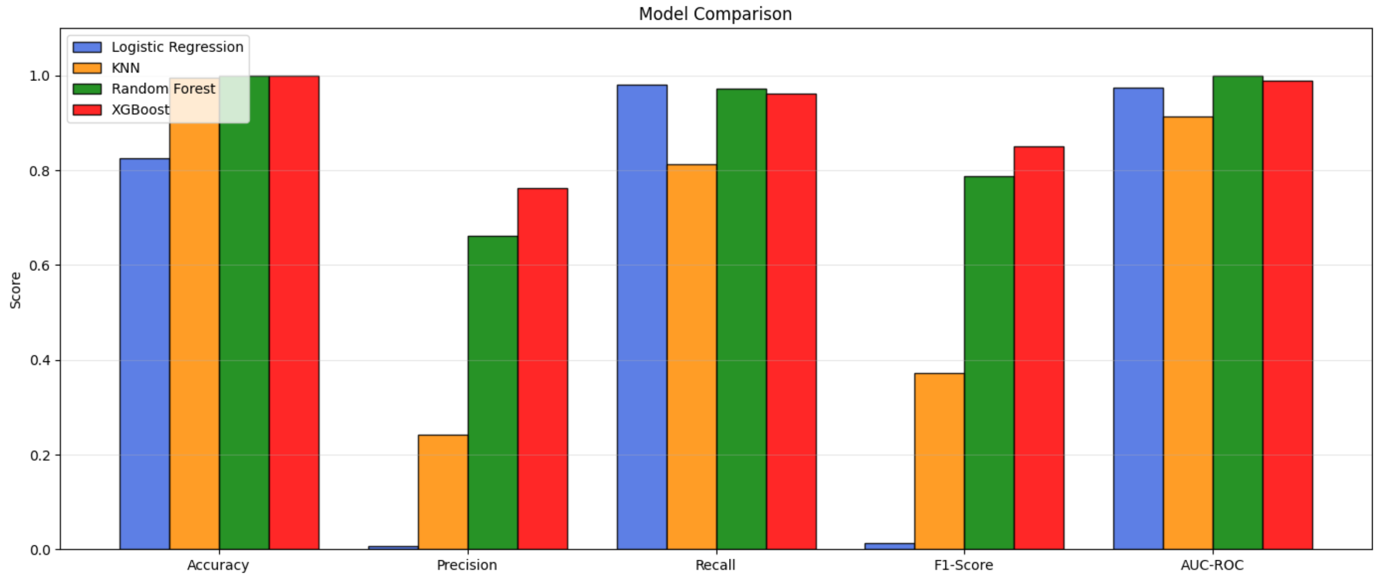 Model Comparison
Logistic Regression
KNN
Random Forest
XGBoost
Score
1.0
0.8
0.6
0.4
0.2
0.0
Accuracy
Precision
Recall
F1-Score
AUC-ROC